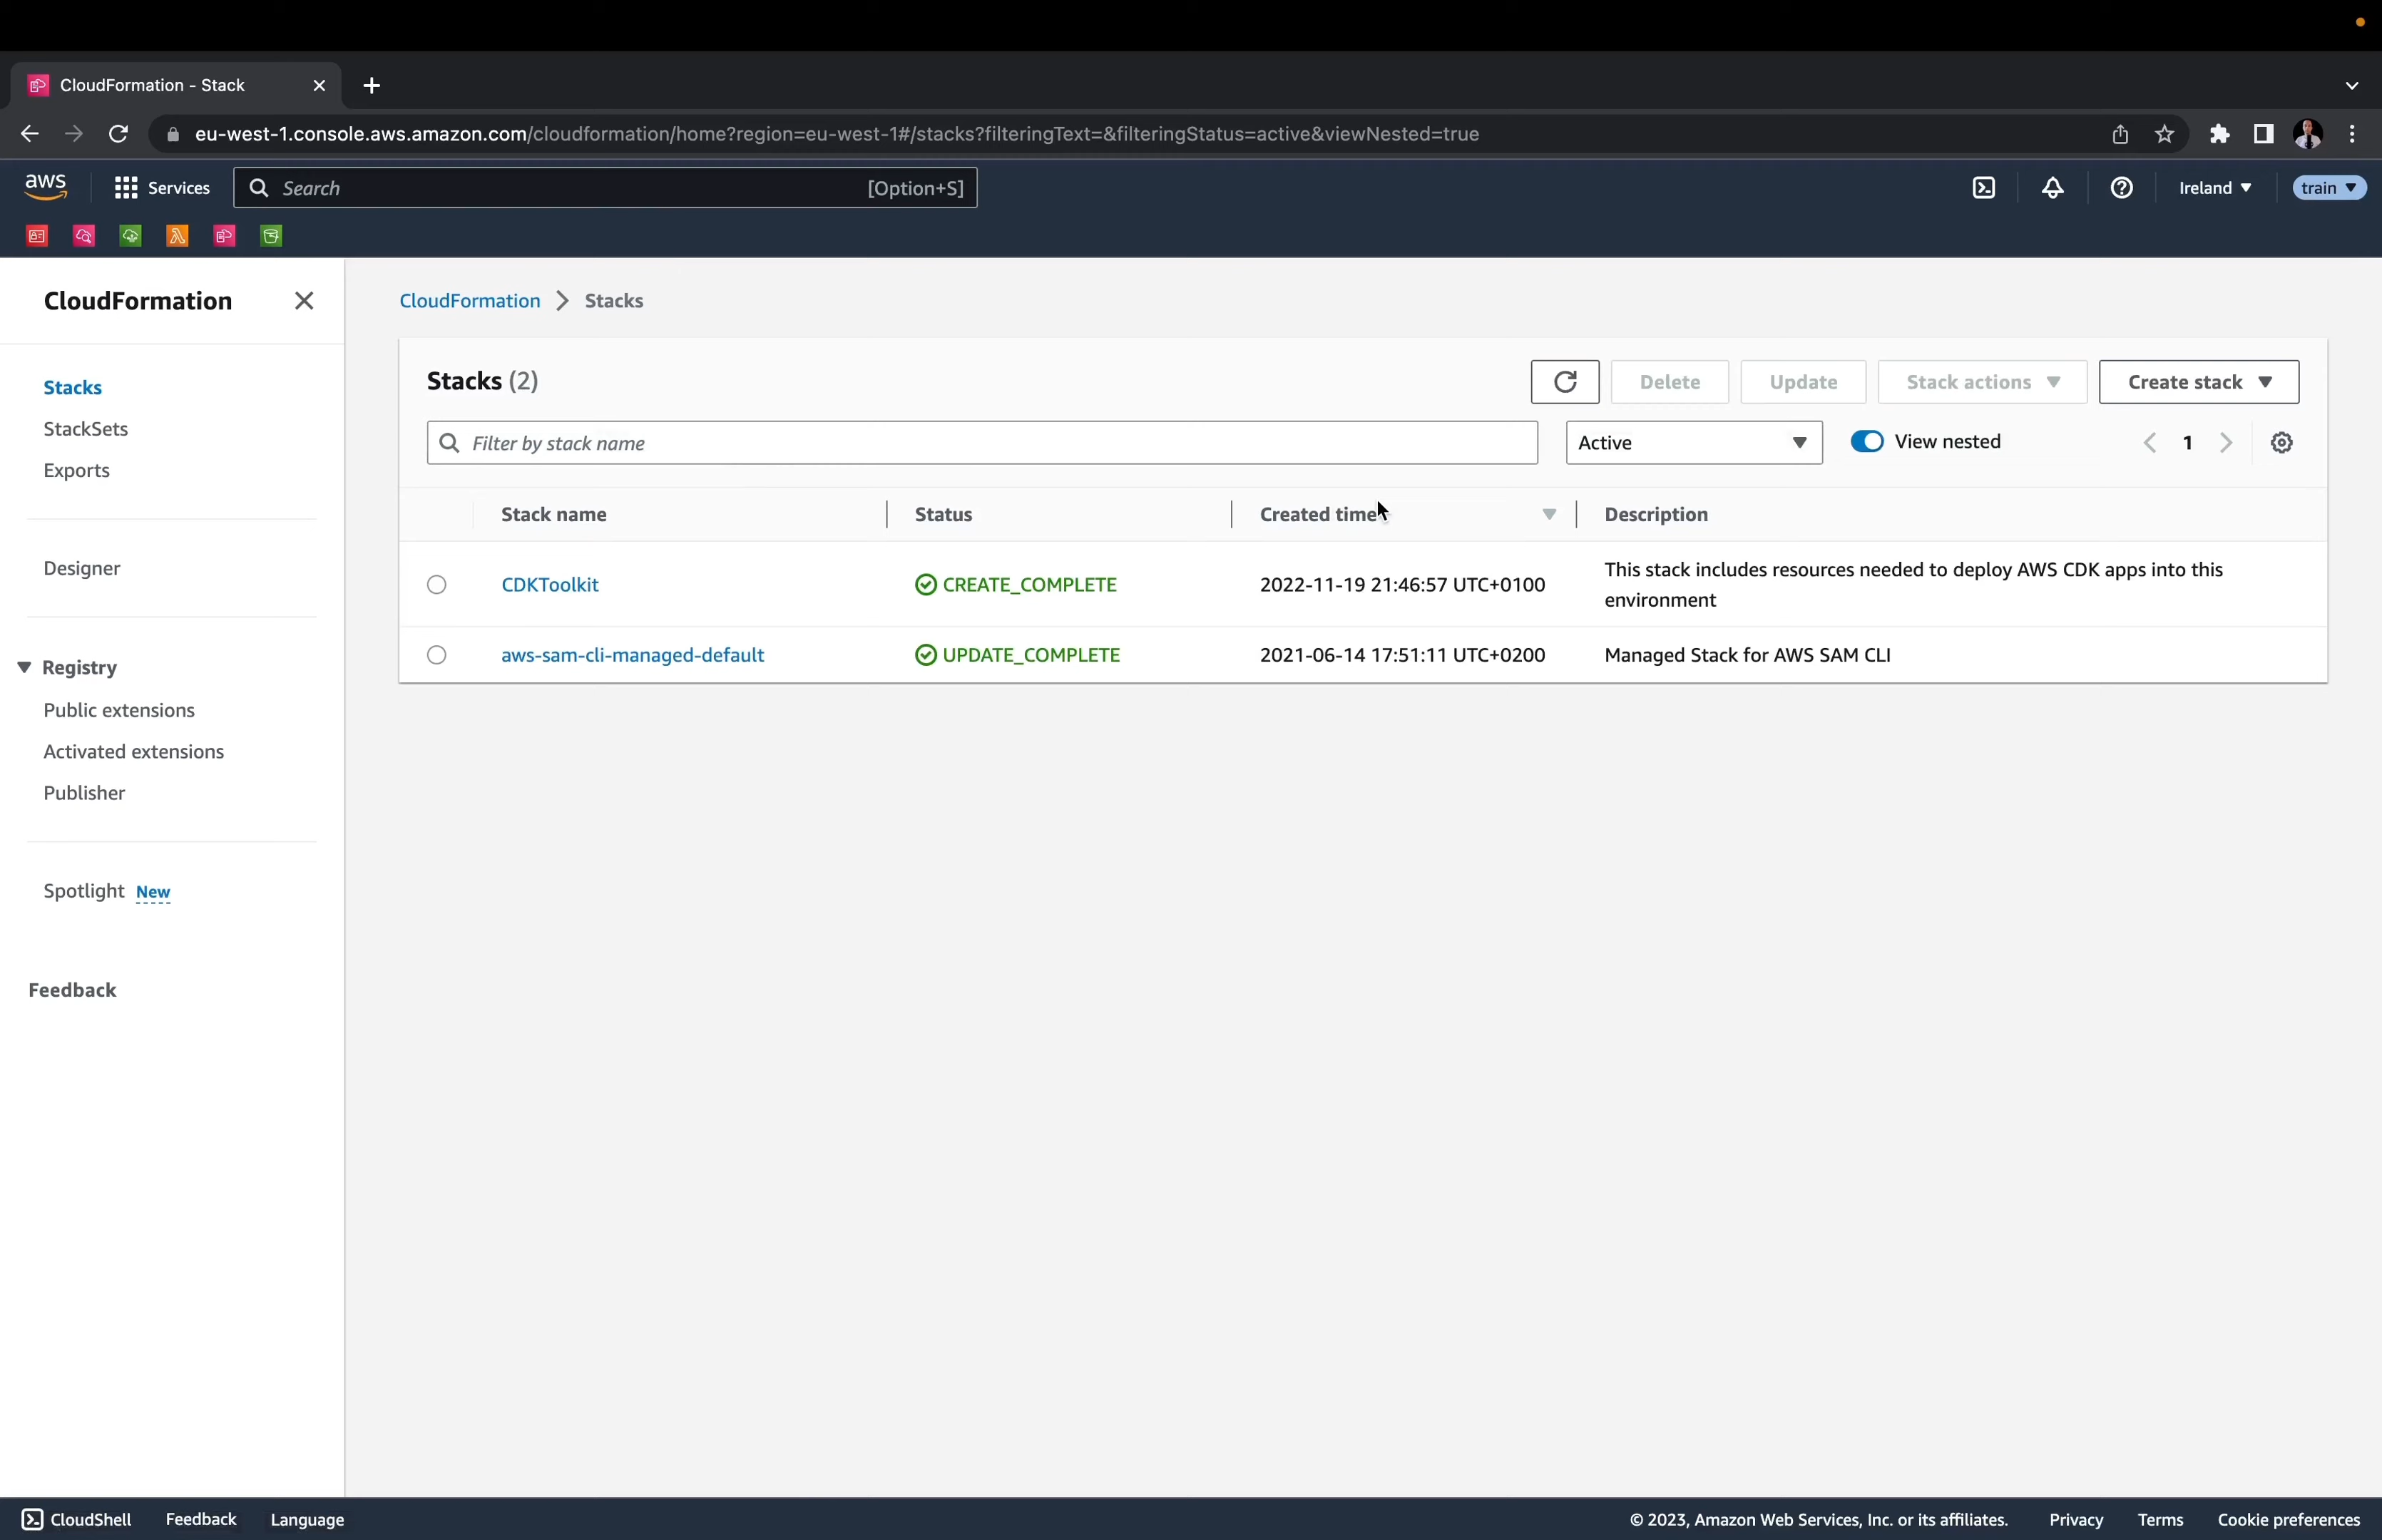 CloudFormation - Stack
eu-west-1.console.aws.amazon.com/cloudformation/home?region=eu-west-1#/stacks?filteringText=&filteringStatus=active&viewNested=true
aws
Services
Search
[Option+S]
Ireland
train
CloudFormation
Stacks
StackSets
Exports
Designer
Registry
Public extensions
Activated extensions
Publisher
Spotlight New
Feedback
CloudFormation > Stacks
Stacks (2)
Delete
Update
Stack actions
Create stack
Filter by stack name
Active
View nested
1
Stack name Status Created time Description
CDKToolkit CREATE_COMPLETE 2022-11-19 21:46:57 UTC+0100 This stack includes resources needed to deploy AWS CDK apps into this
environment
aws-sam-cli-managed-default UPDATE_COMPLETE 2021-06-14 17:51:11 UTC+0200 Managed Stack for AWS SAM CLI
CloudShell Feedback Language
© 2023, Amazon Web Services, Inc. or its affiliates. Privacy Terms Cookie preferences